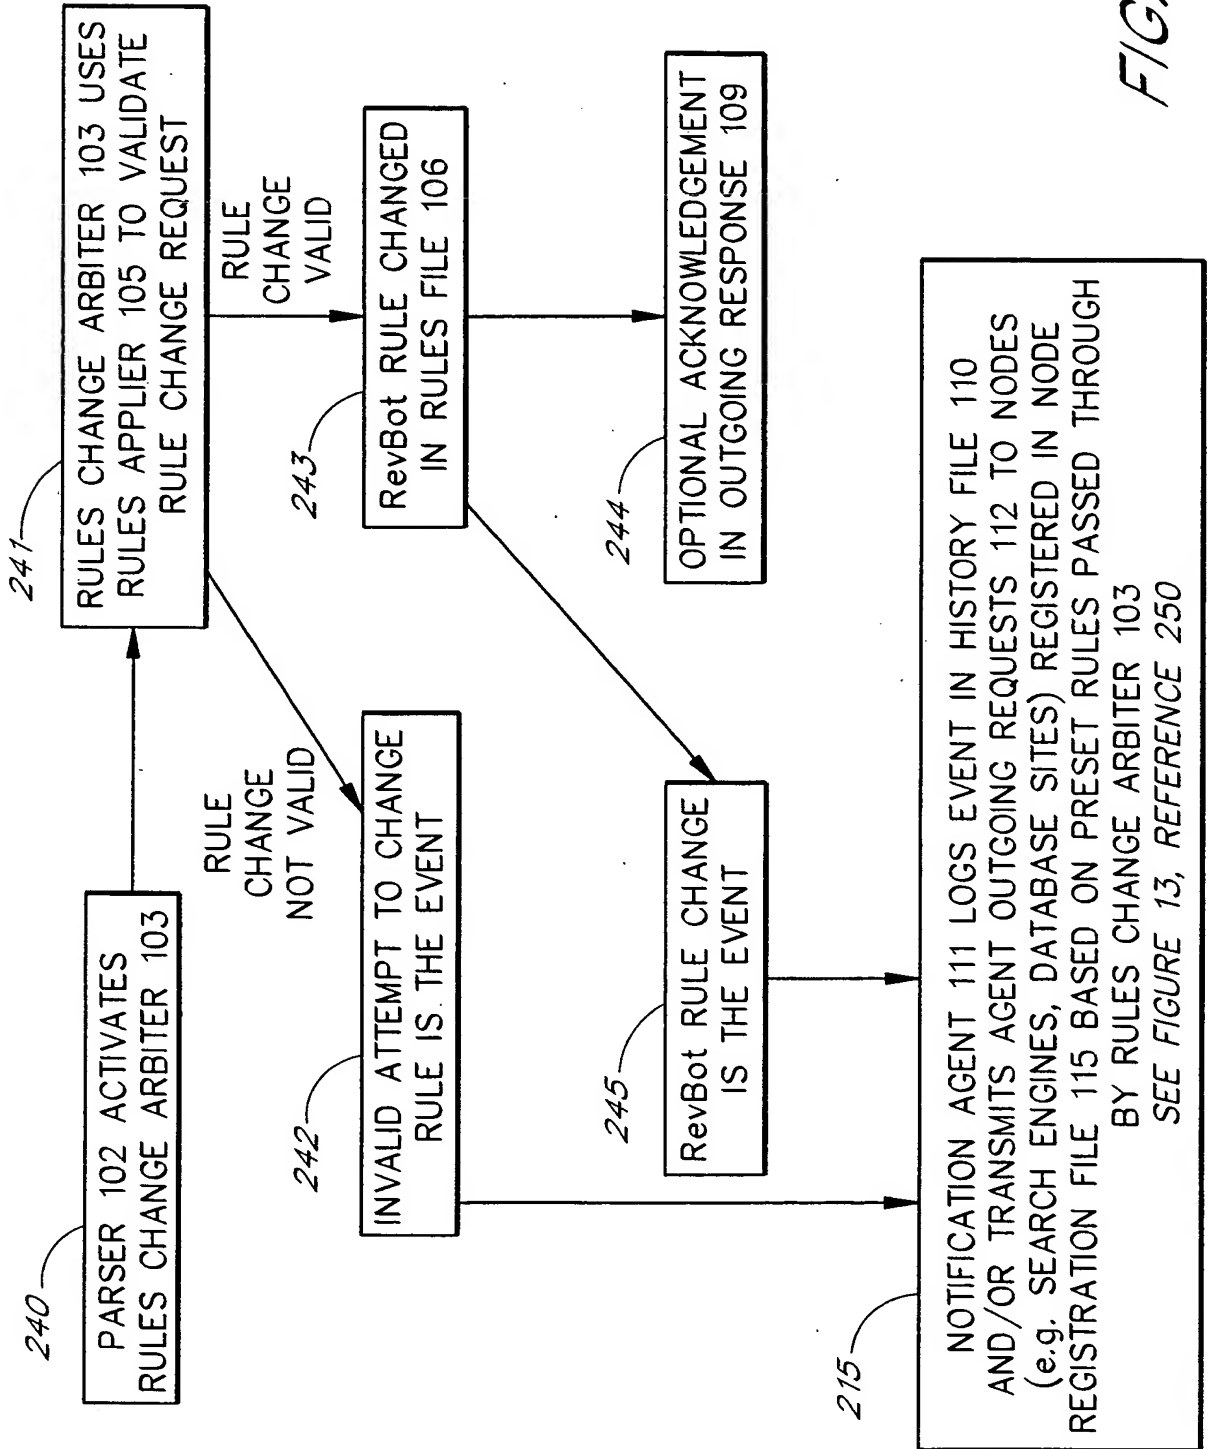 240
PARSER 102 ACTIVATES
RULES CHANGE ARBITER 103
241
RULES CHANGE ARBITER 103 USES
RULES APPLIER 105 TO VALIDATE
RULE CHANGE REQUEST
RULE
CHANGE
NOT VALID
RULE
CHANGE
VALID
242
INVALID ATTEMPT TO CHANGE
RULE IS THE EVENT
243
RevBot RULE CHANGED
IN RULES FILE 106
245
RevBot RULE CHANGE
IS THE EVENT
244
OPTIONAL ACKNOWLEDGEMENT
IN OUTGOING RESPONSE 109
215
NOTIFICATION AGENT 111 LOGS EVENT IN HISTORY FILE 110
AND/OR TRANSMITS AGENT OUTGOING REQUESTS 112 TO NODES
(e.g. SEARCH ENGINES, DATABASE SITES) REGISTERED IN NODE
REGISTRATION FILE 115 BASED ON PRESET RULES PASSED THROUGH
BY RULES CHANGE ARBITER 103
SEE FIGURE 13, REFERENCE 250
FIG.